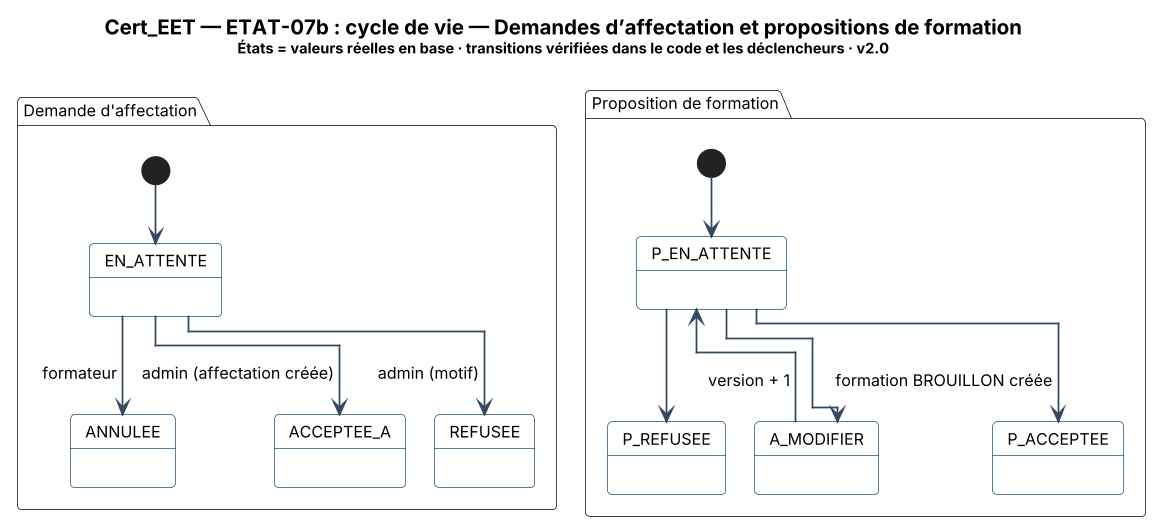 Cert_EET — ETAT-07b : cycle de vie — Demandes d’affectation et propositions de formation
États = valeurs réelles en base · transitions vérifiées dans le code et les déclencheurs · v2.0
Demande d'affectation
EN_ATTENTE
formateur
admin (affectation créée)
admin (motif)
ANNULEE
ACCEPTEE_A
REFUSEE
Proposition de formation
P_EN_ATTENTE
version + 1
formation BROUILLON créée
P_REFUSEE
A_MODIFIER
P_ACCEPTEE